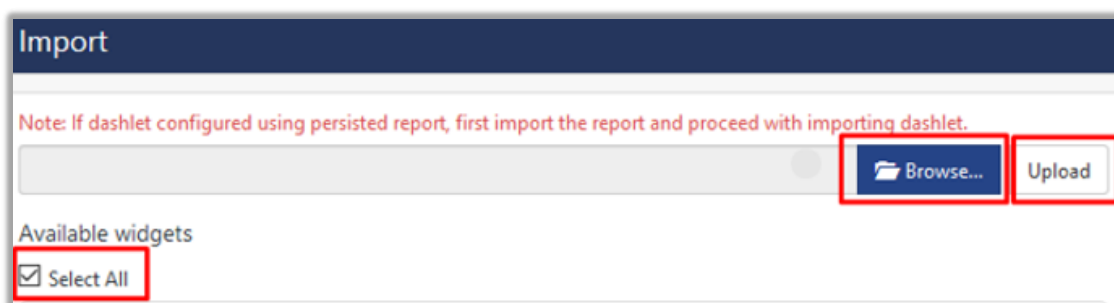 Import
Note: If dashlet configured using persisted report, first import the report and proceed with importing dashlet.
Browse... Upload
Available widgets
Select All